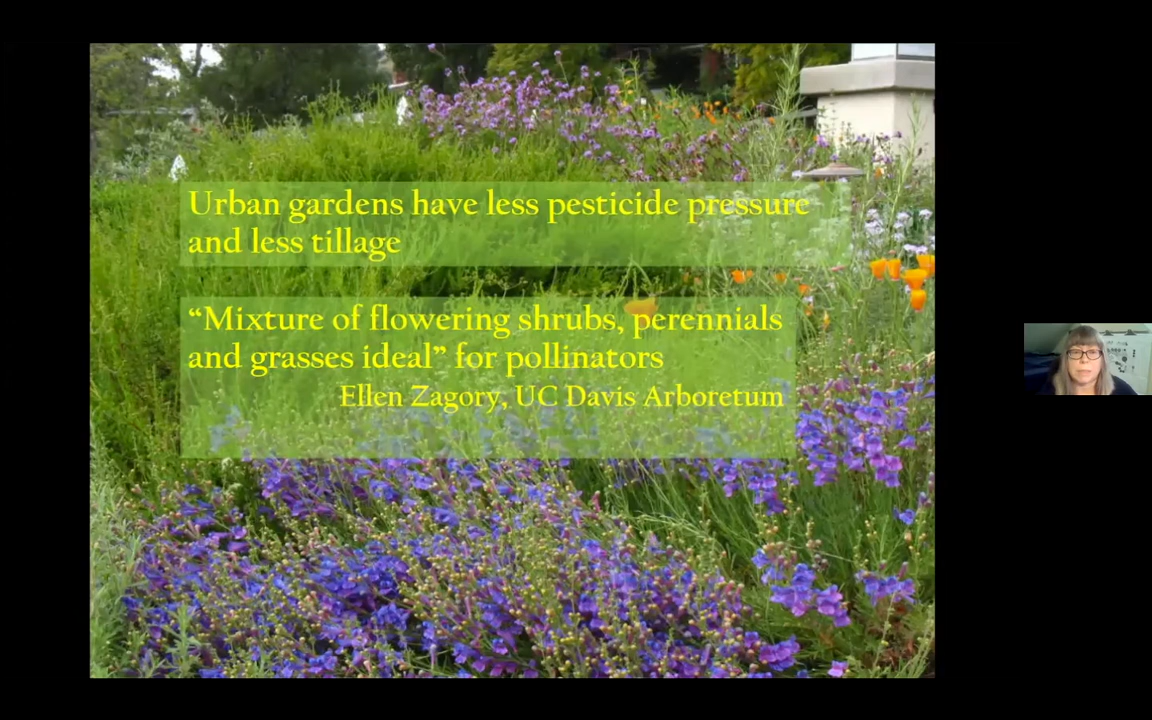 Urban gardens have less pesticide pressure
and less tillage
“Mixture of flowering shrubs, perennials
and grasses ideal” for pollinators
Ellen Zagory, UC Davis Arboretum